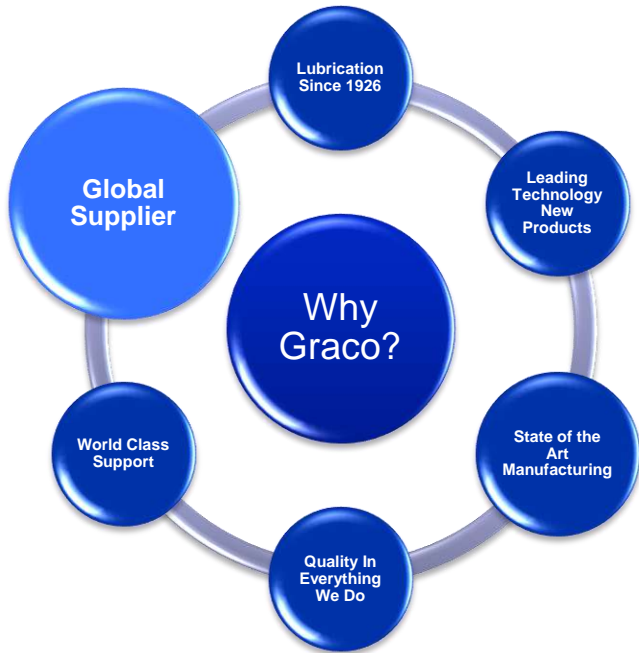 Lubrication
Since 1926
Global
Supplier
Leading
Technology
New
Products
Why
Graco?
World Class
Support
State of the
Art
Manufacturing
Quality In
Everything
We Do